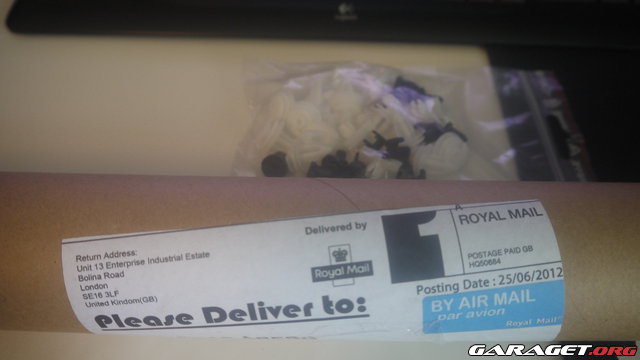 Logitech
Return Address:
Unit 13 Enterprise Industrial Estate
Bolina Road
London
SE16 3LF
United Kindom(GB)
Delivered by
Royal Mail
1
A
ROYAL MAIL
POSTAGE PAID GB
HQ50684
Posting Date : 25/06/2012
BY AIR MAIL
par avion
Royal Mail
Please Deliver to:
GARAGET.ORG